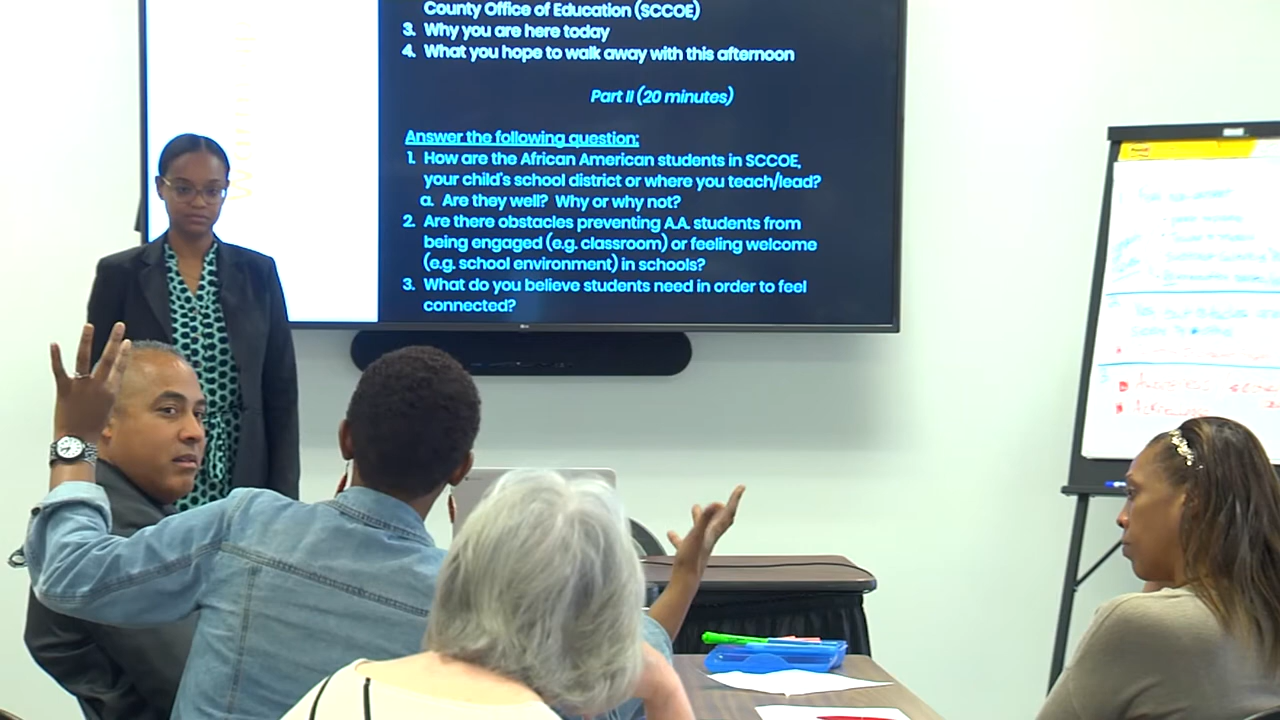 County Office of Education (SCCOE)
3. Why you are here today
4. What you hope to walk away with this afternoon
Part II (20 minutes)
Answer the following question:
1. How are the African American students in SCCOE,
your child's school district or where you teach/lead?
a. Are they well? Why or why not?
2. Are there obstacles preventing A.A. students from
being engaged (e.g. classroom) or feeling welcome
(e.g. school environment) in schools?
3. What do you believe students need in order to feel
connected?
LG